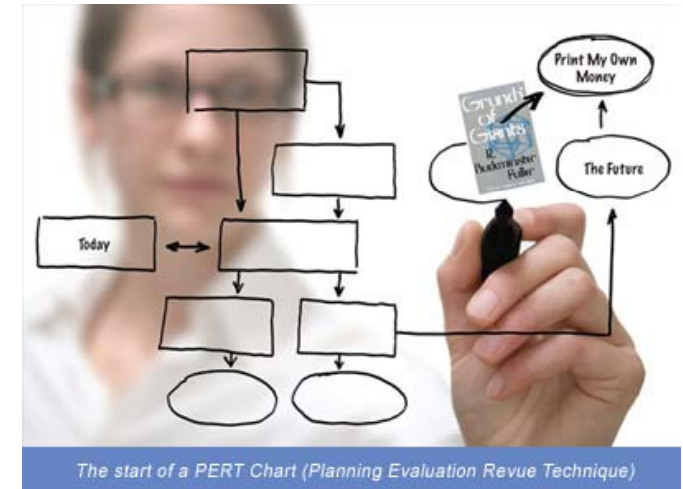 Print My Own
Money
Grunch
of
Giants
R.
Buckminster
Fuller
The Future
Today
The start of a PERT Chart (Planning Evaluation Revue Technique)